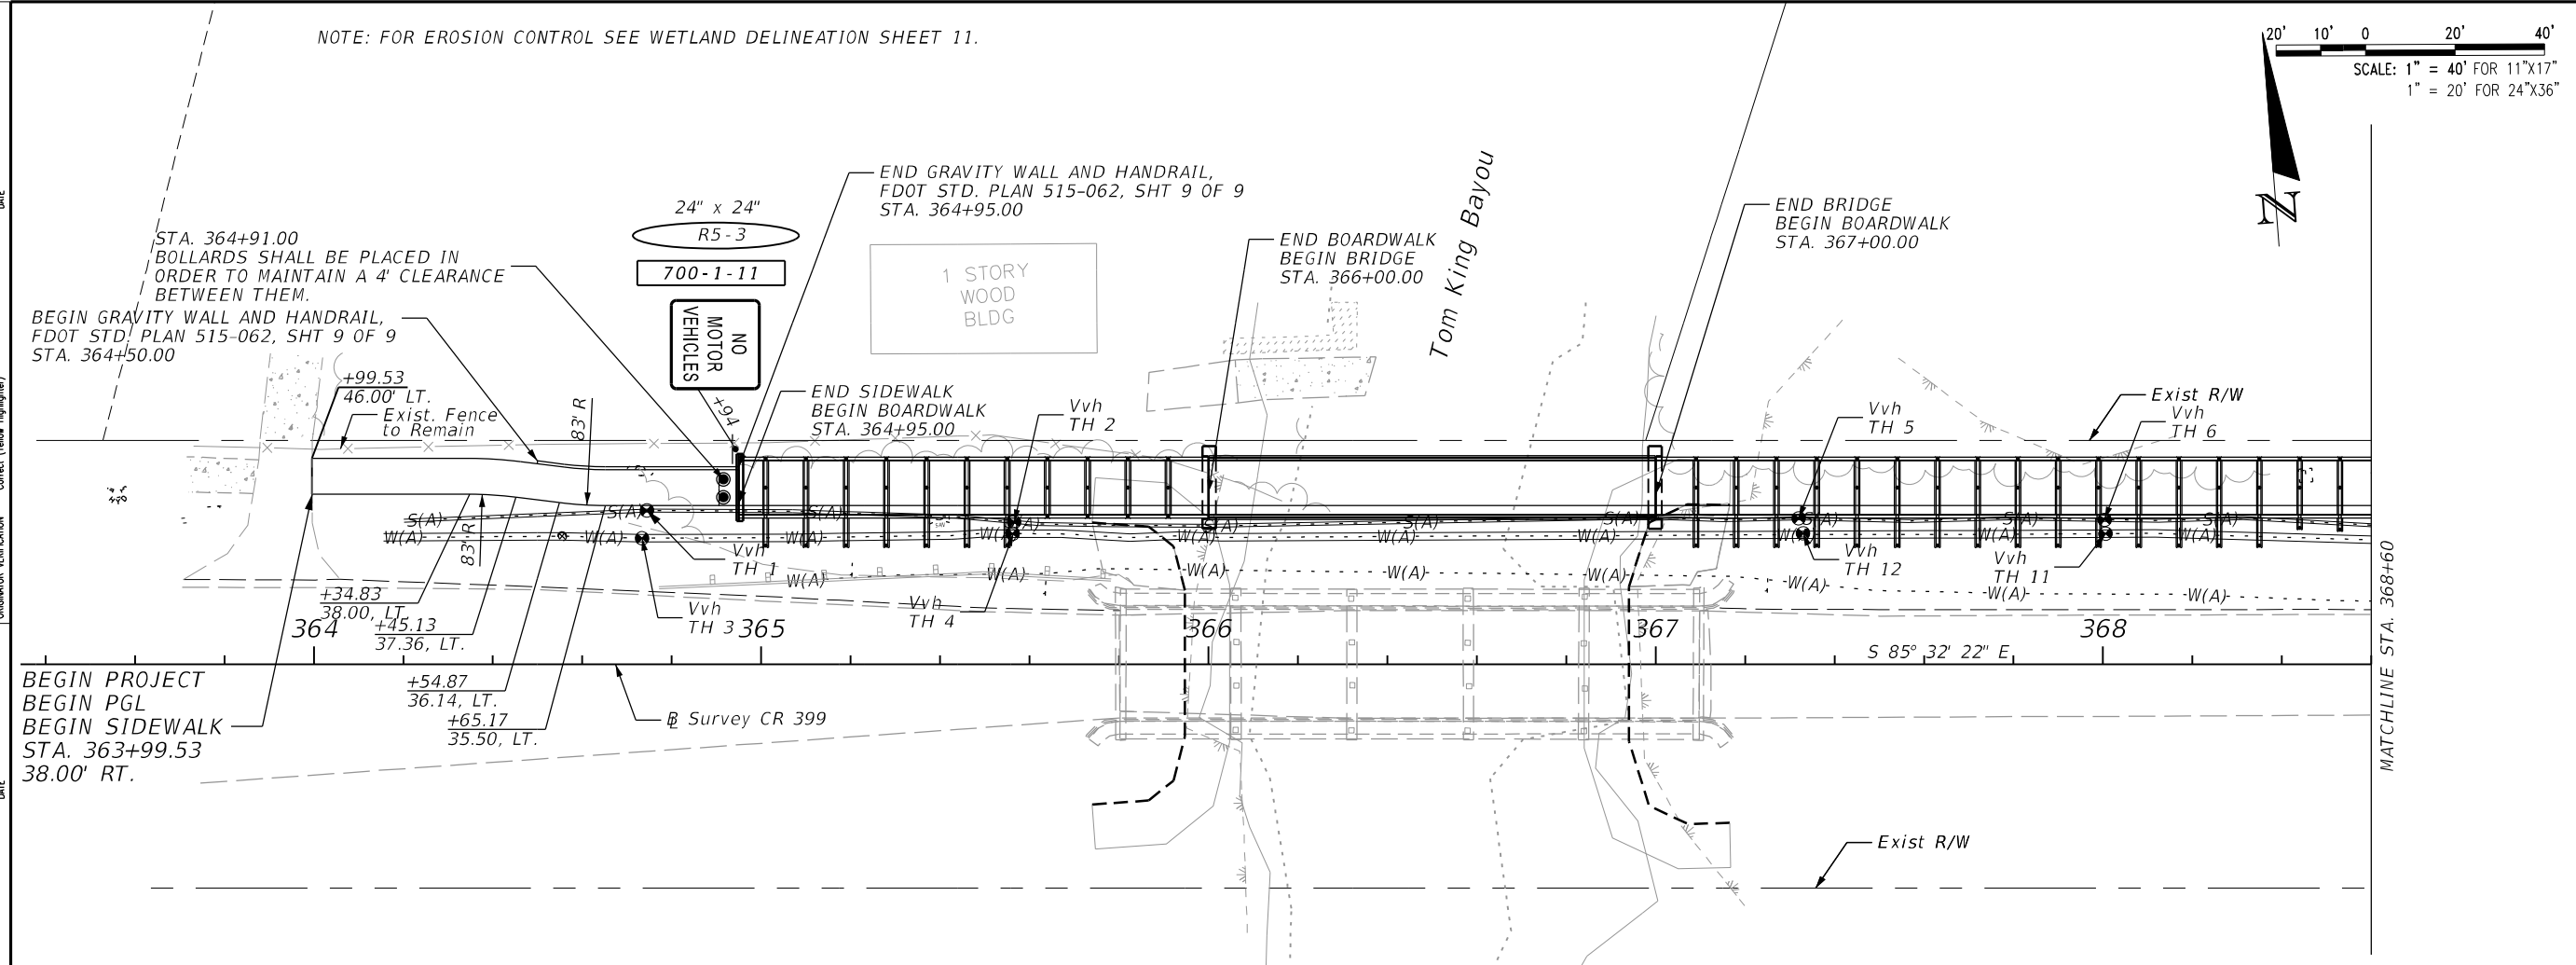 NOTE: FOR EROSION CONTROL SEE WETLAND DELINEATION SHEET 11.
20' 10' 0 20' 40'
SCALE: 1" = 40' FOR 11"X17"
1" = 20' FOR 24"X36"
N
END GRAVITY WALL AND HANDRAIL,
FDOT STD. PLAN 515-062, SHT 9 OF 9
STA. 364+95.00
24" x 24"
R5-3
700-1-11
NO
MOTOR
VEHICLES
STA. 364+91.00
BOLLARDS SHALL BE PLACED IN
ORDER TO MAINTAIN A 4' CLEARANCE
BETWEEN THEM.
BEGIN GRAVITY WALL AND HANDRAIL,
FDOT STD. PLAN 515-062, SHT 9 OF 9
STA. 364+50.00
1 STORY
WOOD
BLDG
END BOARDWALK
BEGIN BRIDGE
STA. 366+00.00
Tom King Bayou
END BRIDGE
BEGIN BOARDWALK
STA. 367+00.00
+99.53
46.00' LT.
Exist. Fence
to Remain
83' R
+94
END SIDEWALK
BEGIN BOARDWALK
STA. 364+95.00
Vvh
TH 2
Vvh
TH 5
Exist R/W
Vvh
TH 6
S(A) S(A) S(A) S(A) S(A) S(A) S(A) S(A)
W(A) W(A) W(A) W(A) W(A) W(A) W(A) W(A) W(A)
83' R
Vvh
TH 1
Vvh
TH 12
Vvh
TH 11
W(A) W(A) W(A) W(A) W(A) W(A) W(A) W(A)
Vvh
TH 3
Vvh
TH 4
+34.83
38.00, LT.
+45.13
37.36, LT.
364 365 366 367 368
S 85° 32' 22" E
MATCHLINE STA. 368+60
+54.87
36.14, LT.
+65.17
35.50, LT.
BEGIN PROJECT
BEGIN PGL
BEGIN SIDEWALK
STA. 363+99.53
38.00' RT.
BL Survey CR 399
Exist R/W
DATE
DATE